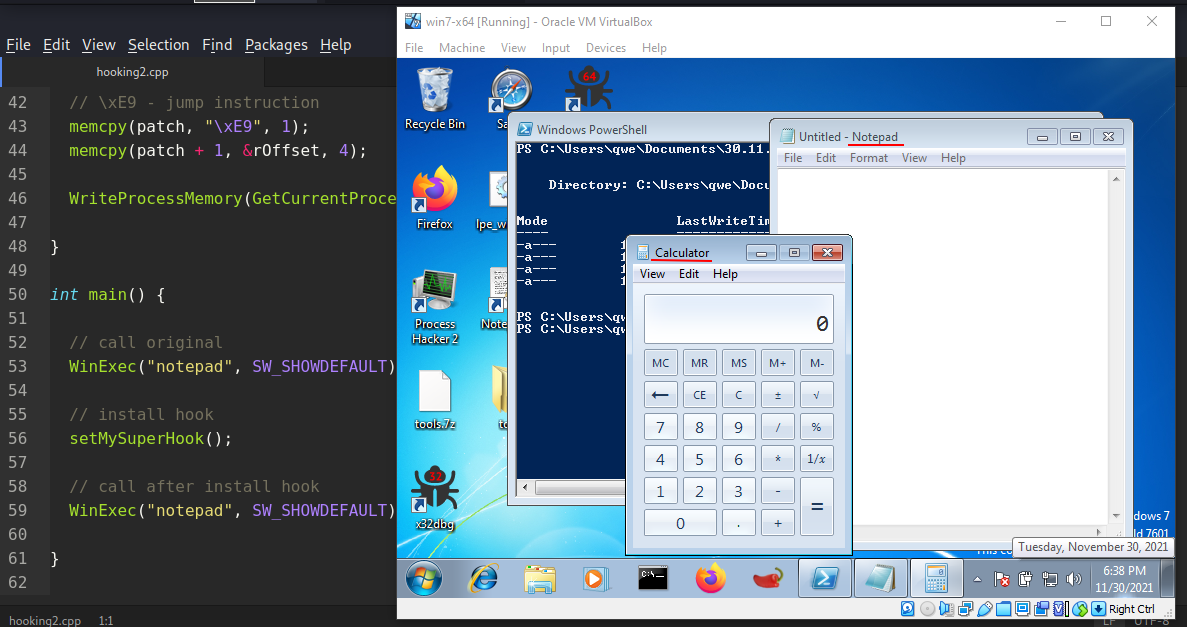 File Edit View Selection Find Packages Help
hooking2.cpp
42 // \xE9 - jump instruction
43 memcpy(patch, "\xE9", 1);
44 memcpy(patch + 1, &rOffset, 4);
45
46 WriteProcessMemory(GetCurrentProce
47
48 }
49
50 int main() {
51
52 // call original
53 WinExec("notepad", SW_SHOWDEFAULT)
54
55 // install hook
56 setMySuperHook();
57
58 // call after install hook
59 WinExec("notepad", SW_SHOWDEFAULT)
60
61 }
62
hooking2.cpp 1:1
LF UTF-8
win7-x64 [Running] - Oracle VM VirtualBox
File Machine View Input Devices Help
Recycle Bin
64
Firefox
Process
Hacker 2
tools.7z
32
x32dbg
Windows PowerShell
PS C:\Users\qwe\Documents\30.11.
Directory: C:\Users\qwe\Docu
Mode LastWriteTim
---- ------------
-a--- 1
-a--- 1
-a--- 1
-a--- 1
PS C:\Users\qw
PS C:\Users\qw
Untitled - Notepad
File Edit Format View Help
Calculator
View Edit Help
0
MC MR MS M+ M-
← CE C ± √
7 8 9 / %
4 5 6 * 1/x
1 2 3 - =
0 . +
dows 7
ld 7601
Tuesday, November 30, 2021
C:\_
6:38 PM
11/30/2021
Right Ctrl